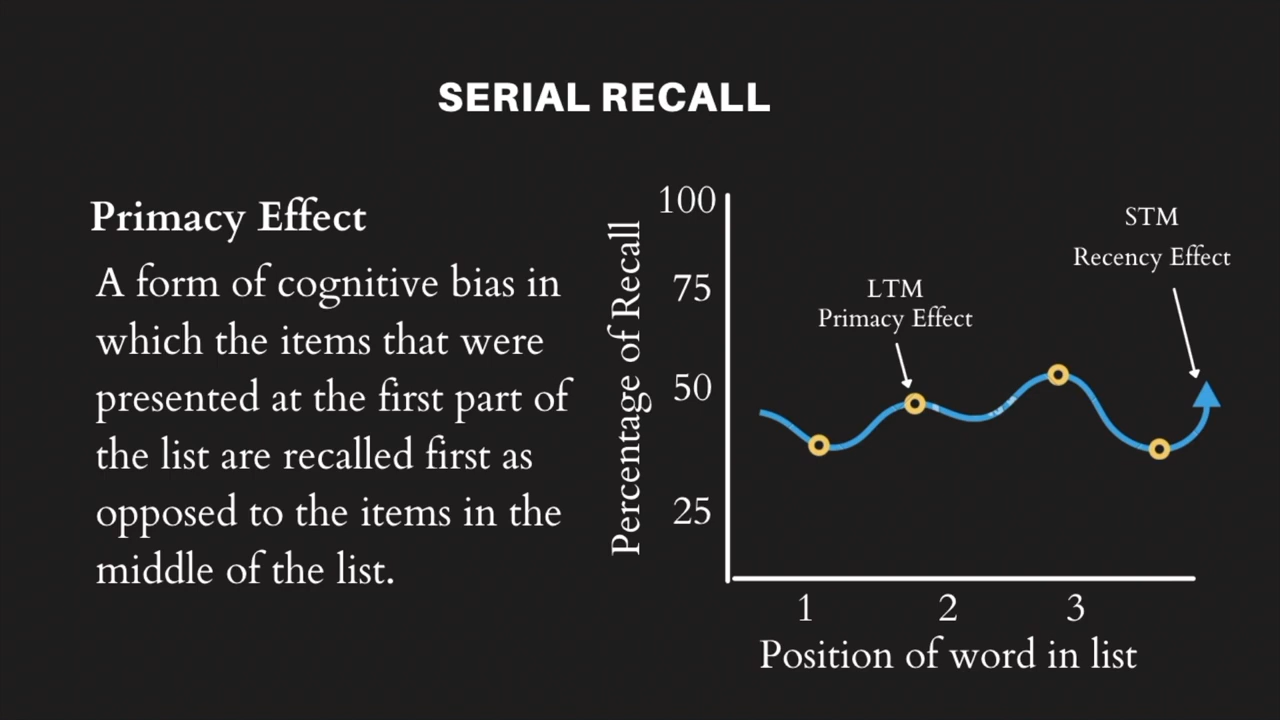 SERIAL RECALL
Primacy Effect
A form of cognitive bias in
which the items that were
presented at the first part of
the list are recalled first as
opposed to the items in the
middle of the list.
Percentage of Recall
100
75
50
25
LTM
Primacy Effect
STM
Recency Effect
1 2 3
Position of word in list